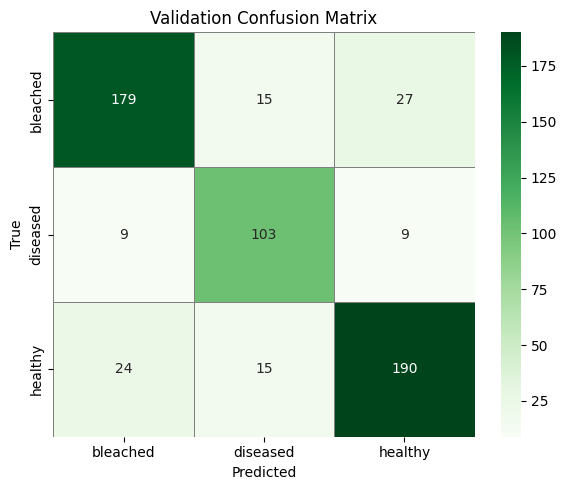 Validation Confusion Matrix
bleached 179 15 27
diseased 9 103 9
healthy 24 15 190
True
bleached diseased healthy
Predicted
175
150
125
100
75
50
25